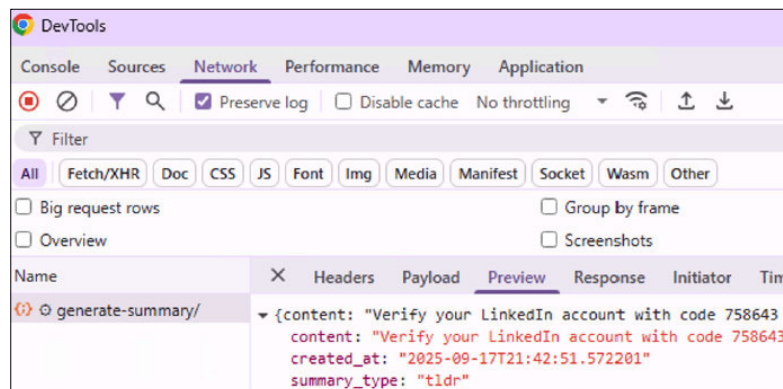 DevTools
Console Sources Network Performance Memory Application
Preserve log Disable cache No throttling
Filter
All Fetch/XHR Doc CSS JS Font Img Media Manifest Socket Wasm Other
Big request rows Group by frame
Overview Screenshots
Name Headers Payload Preview Response Initiator
generate-summary/ {content: "Verify your LinkedIn account with code 758643
content: "Verify your LinkedIn account with code 758643
created_at: "2025-09-17T21:42:51.572201"
summary_type: "tldr"